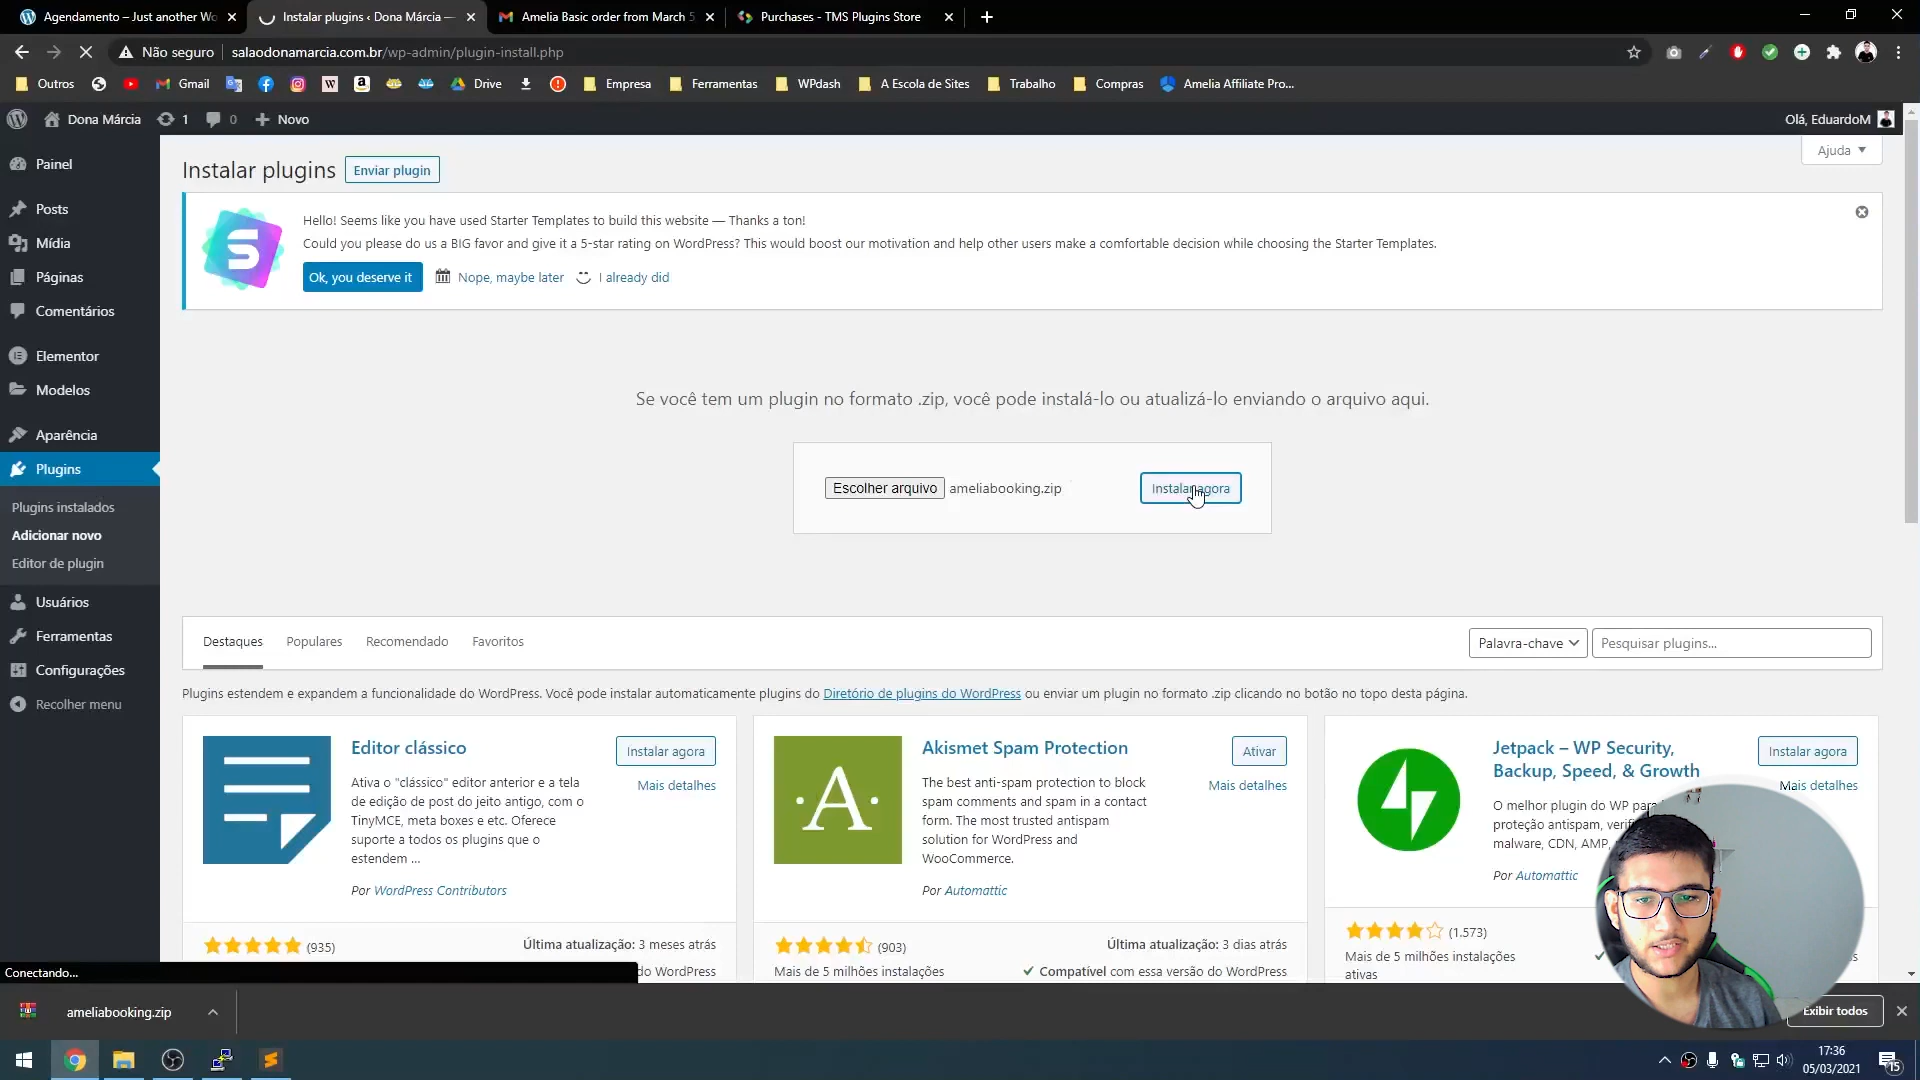 Agendamento – Just another Wo
Instalar plugins ‹ Dona Márcia —
Amelia Basic order from March 5
Purchases - TMS Plugins Store
Não seguro
salaodonamarcia.com.br/wp-admin/plugin-install.php
Outros
Gmail
Drive
Empresa
Ferramentas
WPdash
A Escola de Sites
Trabalho
Compras
Amelia Affiliate Pro...
Dona Márcia
1
0
Novo
Olá, EduardoM
Painel
Posts
Mídia
Páginas
Comentários
Elementor
Modelos
Aparência
Plugins
Plugins instalados
Adicionar novo
Editor de plugin
Usuários
Ferramentas
Configurações
Recolher menu
Ajuda
Instalar plugins
Enviar plugin
Hello! Seems like you have used Starter Templates to build this website — Thanks a ton!
Could you please do us a BIG favor and give it a 5-star rating on WordPress? This would boost our motivation and help other users make a comfortable decision while choosing the Starter Templates.
Ok, you deserve it
Nope, maybe later
I already did
Se você tem um plugin no formato .zip, você pode instalá-lo ou atualizá-lo enviando o arquivo aqui.
Escolher arquivo
ameliabooking.zip
Instalar agora
Destaques
Populares
Recomendado
Favoritos
Palavra-chave
Pesquisar plugins...
Plugins estendem e expandem a funcionalidade do WordPress. Você pode instalar automaticamente plugins do Diretório de plugins do WordPress ou enviar um plugin no formato .zip clicando no botão no topo desta página.
Editor clássico
Instalar agora
Mais detalhes
Ativa o "clássico" editor anterior e a tela
de edição de post do jeito antigo, com o
TinyMCE, meta boxes e etc. Oferece
suporte a todos os plugins que o
estendem ...
Por WordPress Contributors
(935)
Última atualização: 3 meses atrás
do WordPress
Akismet Spam Protection
Ativar
Mais detalhes
The best anti-spam protection to block
spam comments and spam in a contact
form. The most trusted antispam
solution for WordPress and
WooCommerce.
Por Automattic
(903)
Última atualização: 3 dias atrás
Mais de 5 milhões instalações
Compatível com essa versão do WordPress
Jetpack – WP Security,
Backup, Speed, & Growth
Instalar agora
Mais detalhes
O melhor plugin do WP para
proteção antispam,
malware, CDN, AMP,
Por Automattic
(1.573)
Mais de 5 milhões instalações
ativas
Conectando...
ameliabooking.zip
Exibir todos
17:36
05/03/2021
15